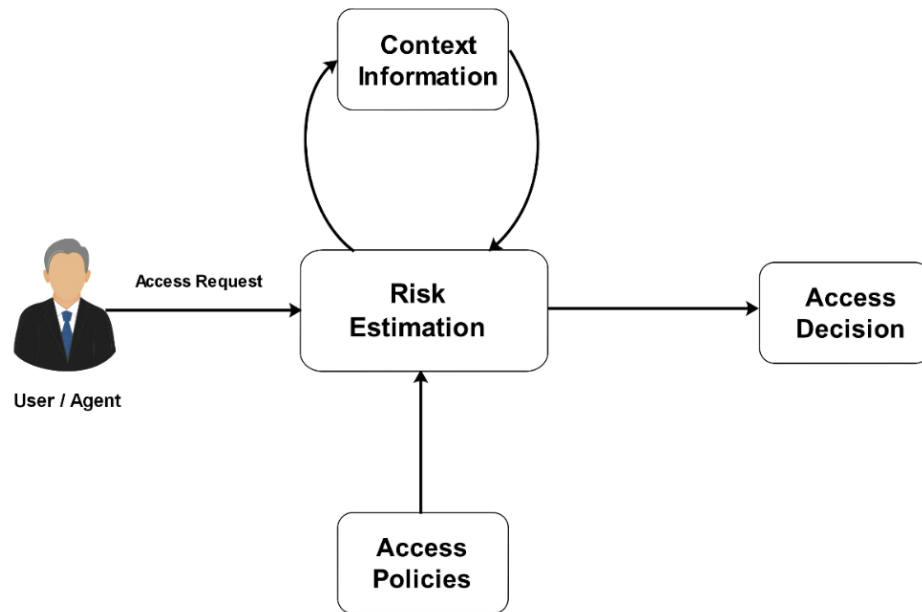 Context
Information
Access Request
Risk
Estimation
Access
Decision
User / Agent
Access
Policies